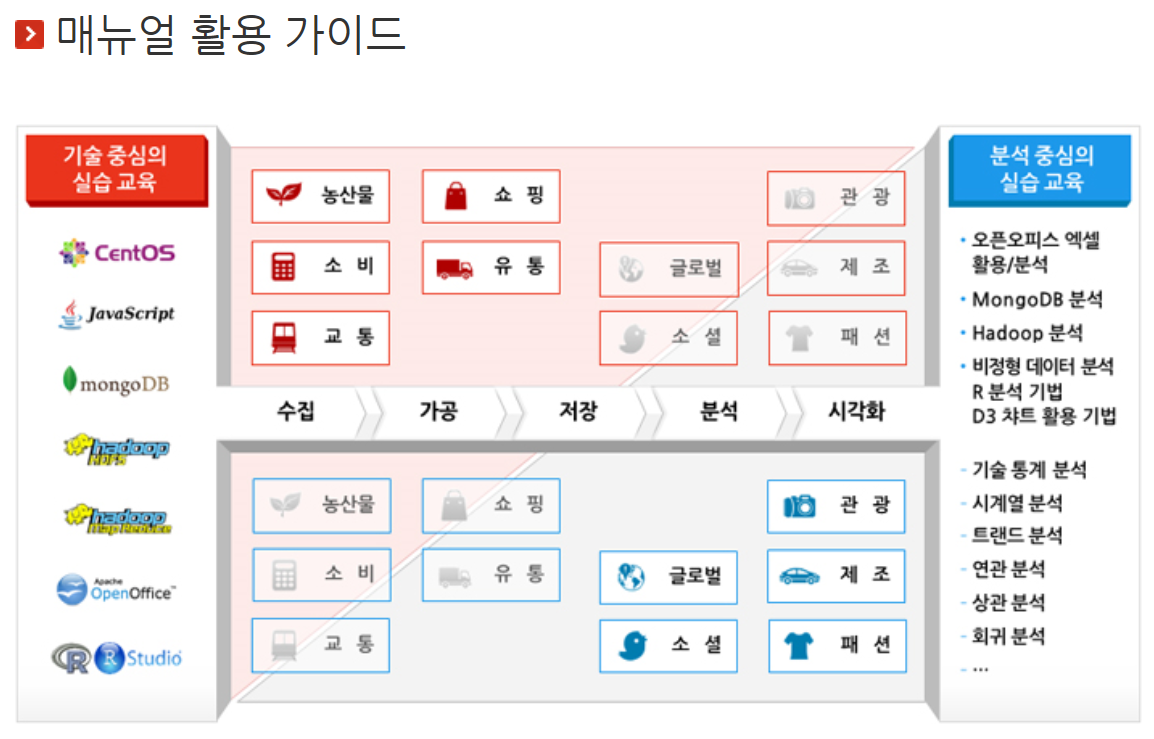 매뉴얼 활용 가이드
기술 중심의
실습 교육
CentOS
JavaScript
mongoDB
hadoop
HDFS
hadoop
Map Reduce
Apache
OpenOffice™
R R Studio
농산물
쇼 핑
관 광
소 비
유 통
글로벌
제 조
교 통
소 셜
패 션
수집
가공
저장
분석
시각화
농산물
쇼 핑
관 광
소 비
유 통
글로벌
제 조
교 통
소 셜
패 션
분석 중심의
실습 교육
• 오픈오피스 엑셀
활용/분석
• MongoDB 분석
• Hadoop 분석
• 비정형 데이터 분석
R 분석 기법
D3 챠트 활용 기법
- 기술 통계 분석
- 시계열 분석
- 트랜드 분석
- 연관 분석
- 상관 분석
- 회귀 분석
- ...